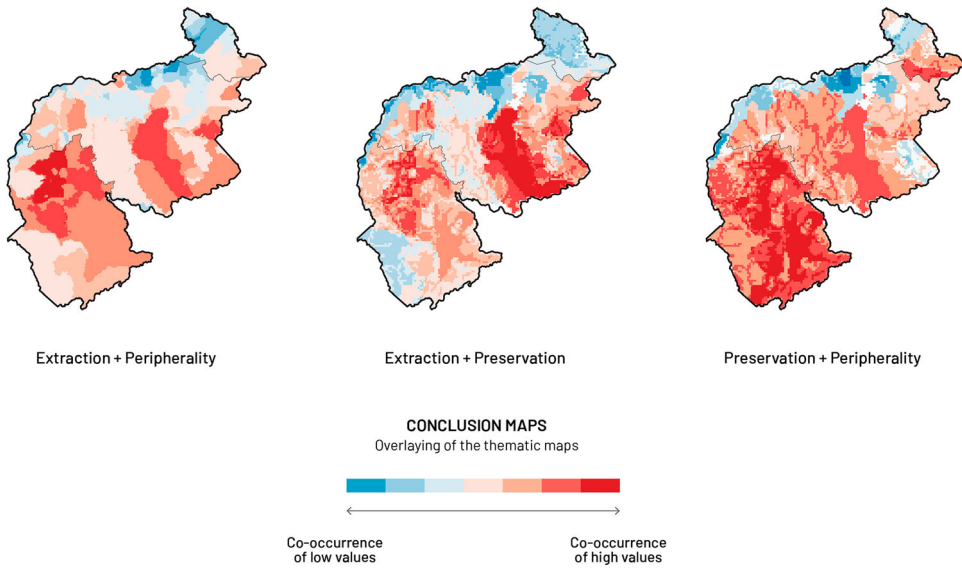 Extraction + Peripherality
Extraction + Preservation
Preservation + Peripherality
CONCLUSION MAPS
Overlaying of the thematic maps
Co-occurrence
of low values
Co-occurrence
of high values